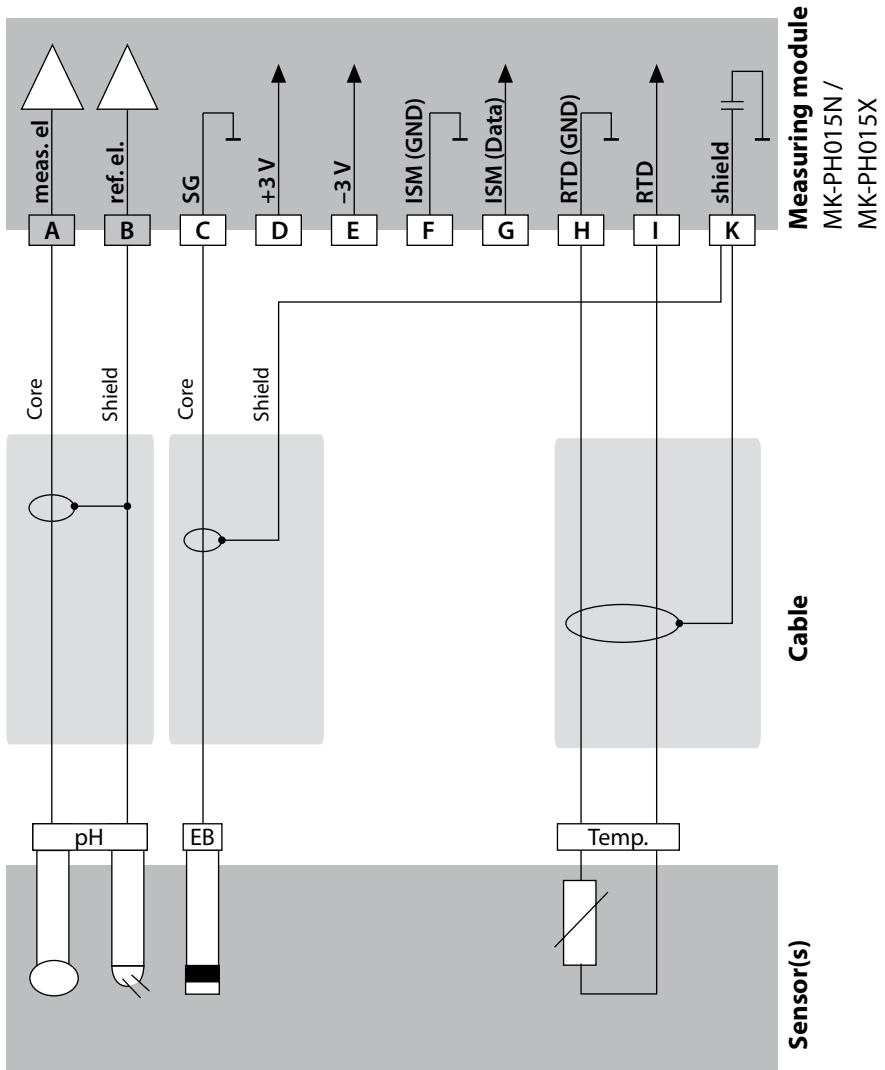 meas. el
ref. el.
SG
+3 V
–3 V
ISM (GND)
ISM (Data)
RTD (GND)
RTD
shield
A
B
C
D
E
F
G
H
I
K
Measuring module
MK-PH015N /
MK-PH015X
Core
Shield
Core
Shield
Cable
pH
EB
Temp.
Sensor(s)